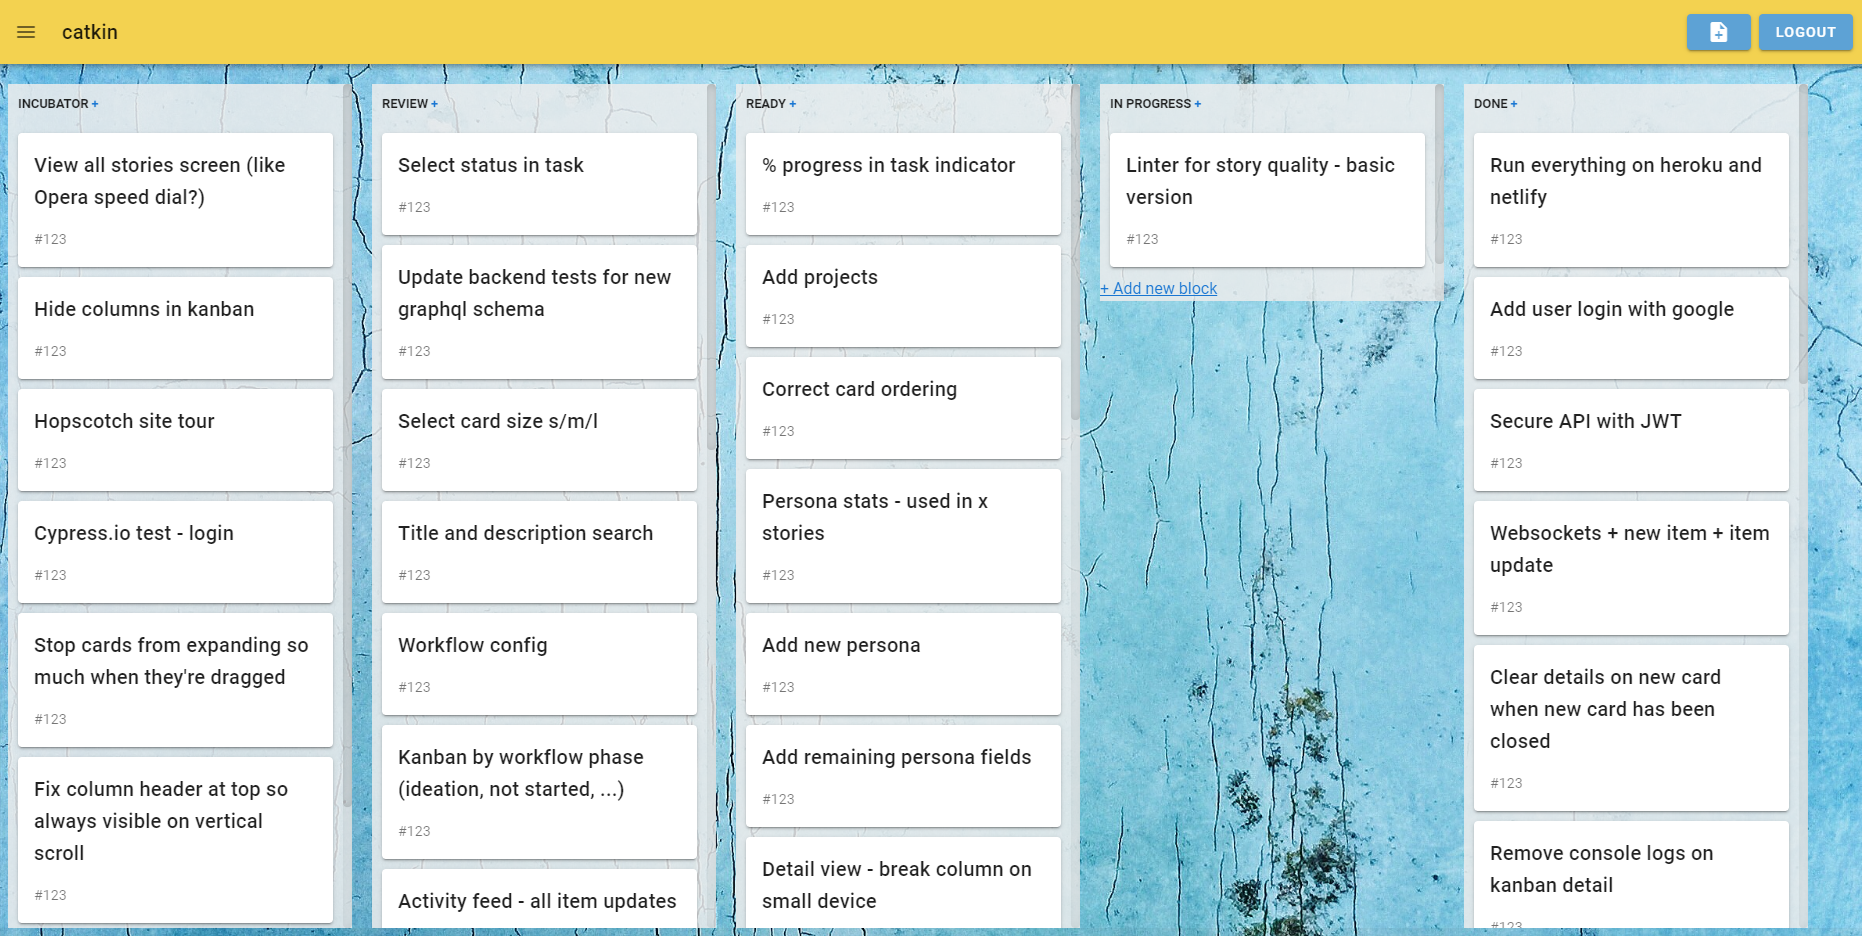 catkin
LOGOUT
INCUBATOR +
View all stories screen (like
Opera speed dial?)
#123
Hide columns in kanban
#123
Hopscotch site tour
#123
Cypress.io test - login
#123
Stop cards from expanding so
much when they're dragged
#123
Fix column header at top so
always visible on vertical
scroll
#123
REVIEW +
Select status in task
#123
Update backend tests for new
graphql schema
#123
Select card size s/m/l
#123
Title and description search
#123
Workflow config
#123
Kanban by workflow phase
(ideation, not started, ...)
#123
Activity feed - all item updates
READY +
% progress in task indicator
#123
Add projects
#123
Correct card ordering
#123
Persona stats - used in x
stories
#123
Add new persona
#123
Add remaining persona fields
#123
Detail view - break column on
small device
IN PROGRESS +
Linter for story quality - basic
version
#123
+ Add new block
DONE +
Run everything on heroku and
netlify
#123
Add user login with google
#123
Secure API with JWT
#123
Websockets + new item + item
update
#123
Clear details on new card
when new card has been
closed
#123
Remove console logs on
kanban detail
#123